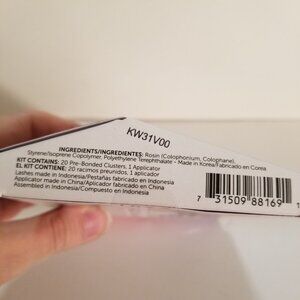 KW31V00
INGREDIENTS/INGREDIENTES: Rosin (Colophonium, Colophane),
Styrene/Isoprene Copolymer, Polyethylene Terephthalate - Made in Korea/Fabricado en Corea
KIT CONTAINS: 20 Pre-Bonded Clusters, 1 Applicator
EL KIT CONTIENE: 20 racimos preunidos, 1 aplicador
Lashes made in Indonesia/Pestañas fabricado en Indonesia
Applicator made in China/Aplicador fabricado en China
Assembled in Indonesia/Compuesto en Indonesia
7 31509 88169